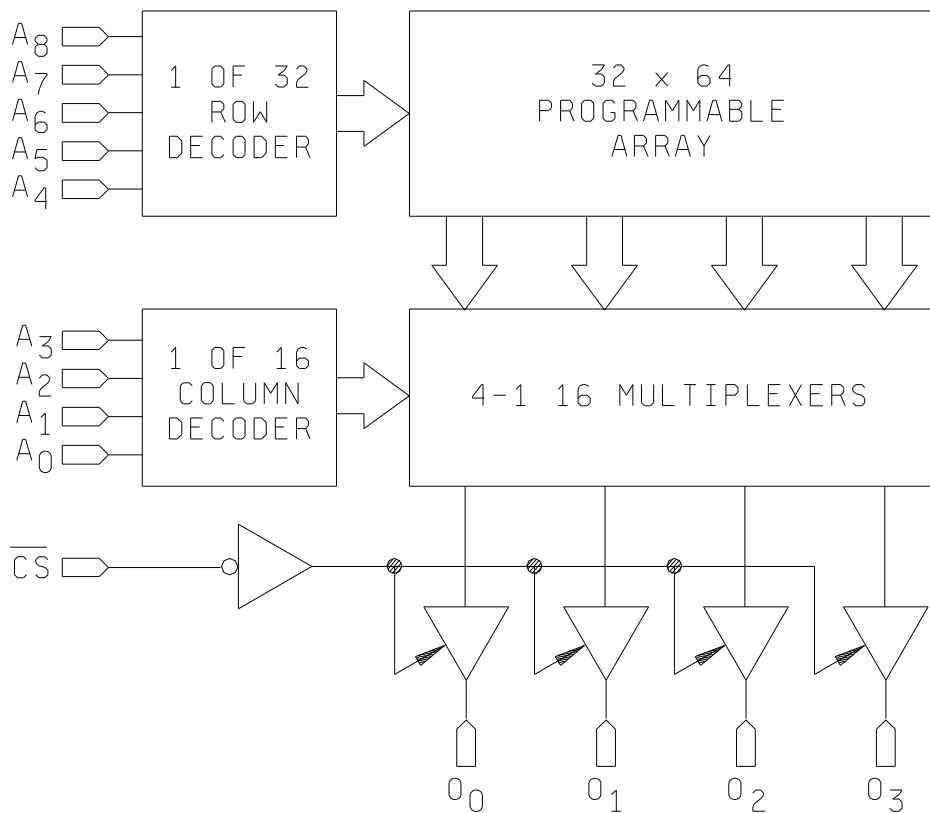 A8
A7
A6
A5
A4
1 OF 32
ROW
DECODER
32 x 64
PROGRAMMABLE
ARRAY
A3
A2
A1
A0
1 OF 16
COLUMN
DECODER
4-1 16 MULTIPLEXERS
C̅S̅
O0
O1
O2
O3